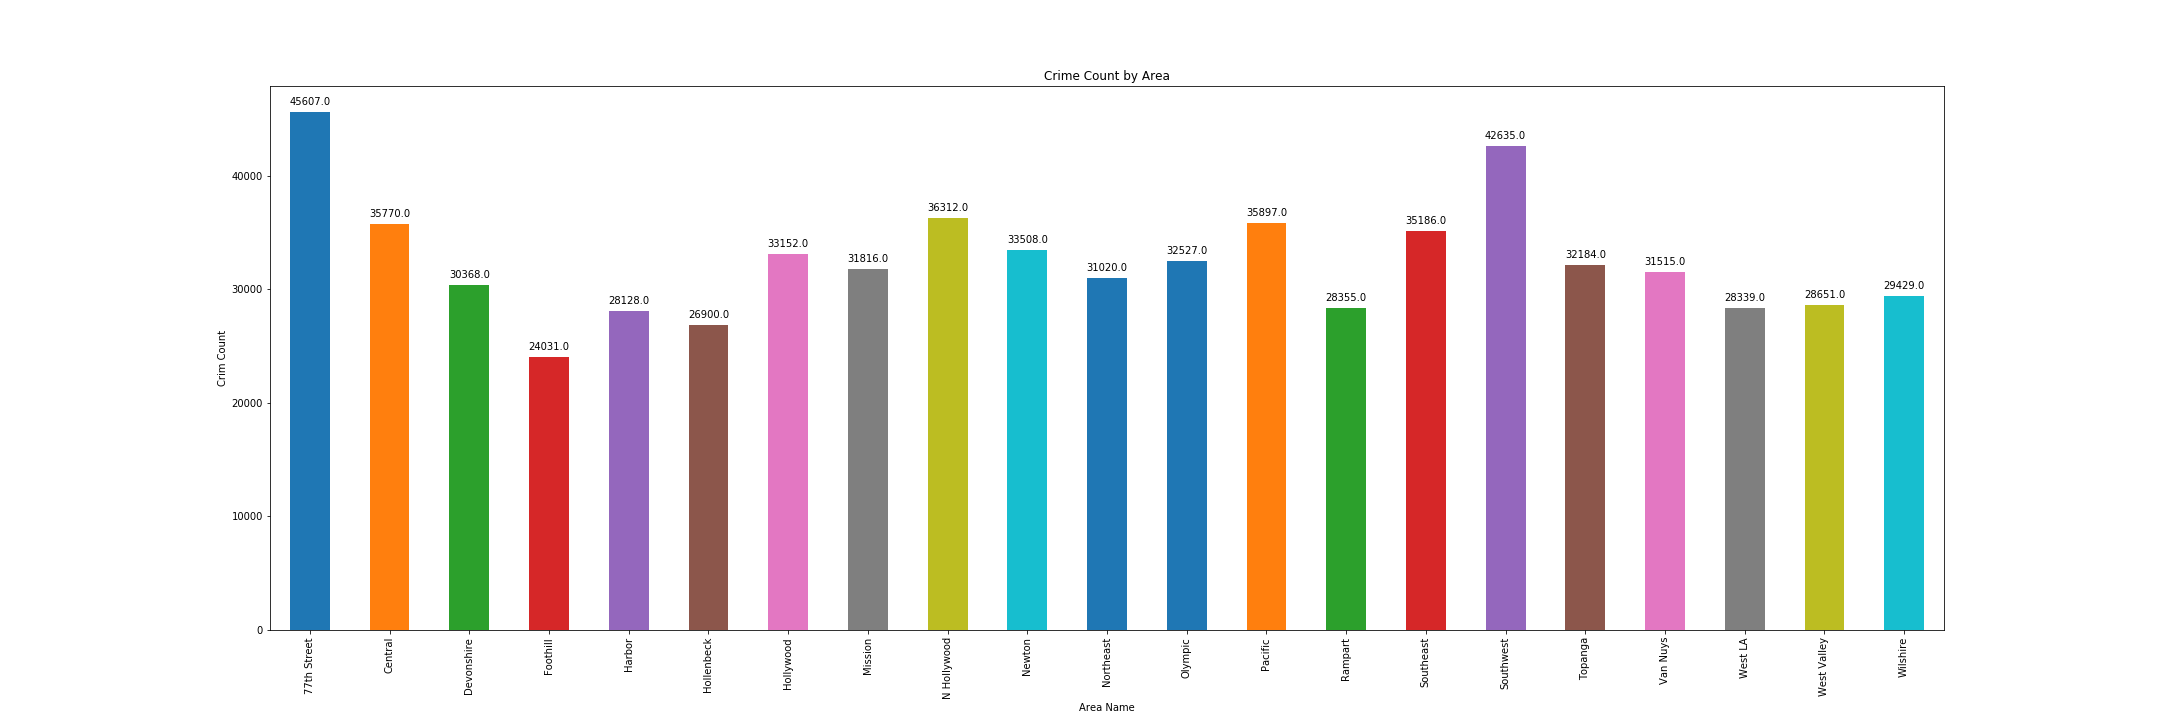 Crime Count by Area
45607.0
35770.0
30368.0
24031.0
28128.0
26900.0
33152.0
31816.0
36312.0
33508.0
31020.0
32527.0
35897.0
28355.0
35186.0
42635.0
32184.0
31515.0
28339.0
28651.0
29429.0
40000
30000
20000
10000
0
Crim Count
77th Street
Central
Devonshire
Foothill
Harbor
Hollenbeck
Hollywood
Mission
N Hollywood
Newton
Northeast
Olympic
Pacific
Rampart
Southeast
Southwest
Topanga
Van Nuys
West LA
West Valley
Wilshire
Area Name